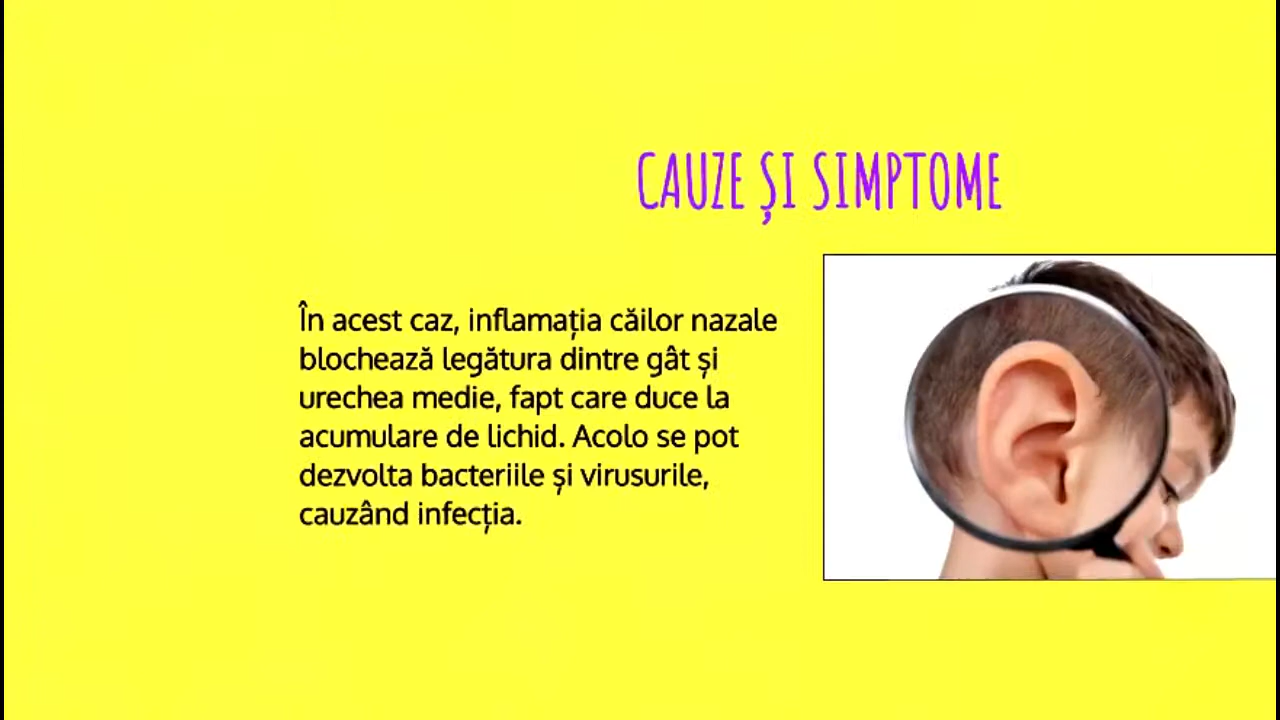 CAUZE ȘI SIMPTOME
În acest caz, inflamația căilor nazale
blochează legătura dintre gât și
urechea medie, fapt care duce la
acumulare de lichid. Acolo se pot
dezvolta bacteriile și virusurile,
cauzând infecția.